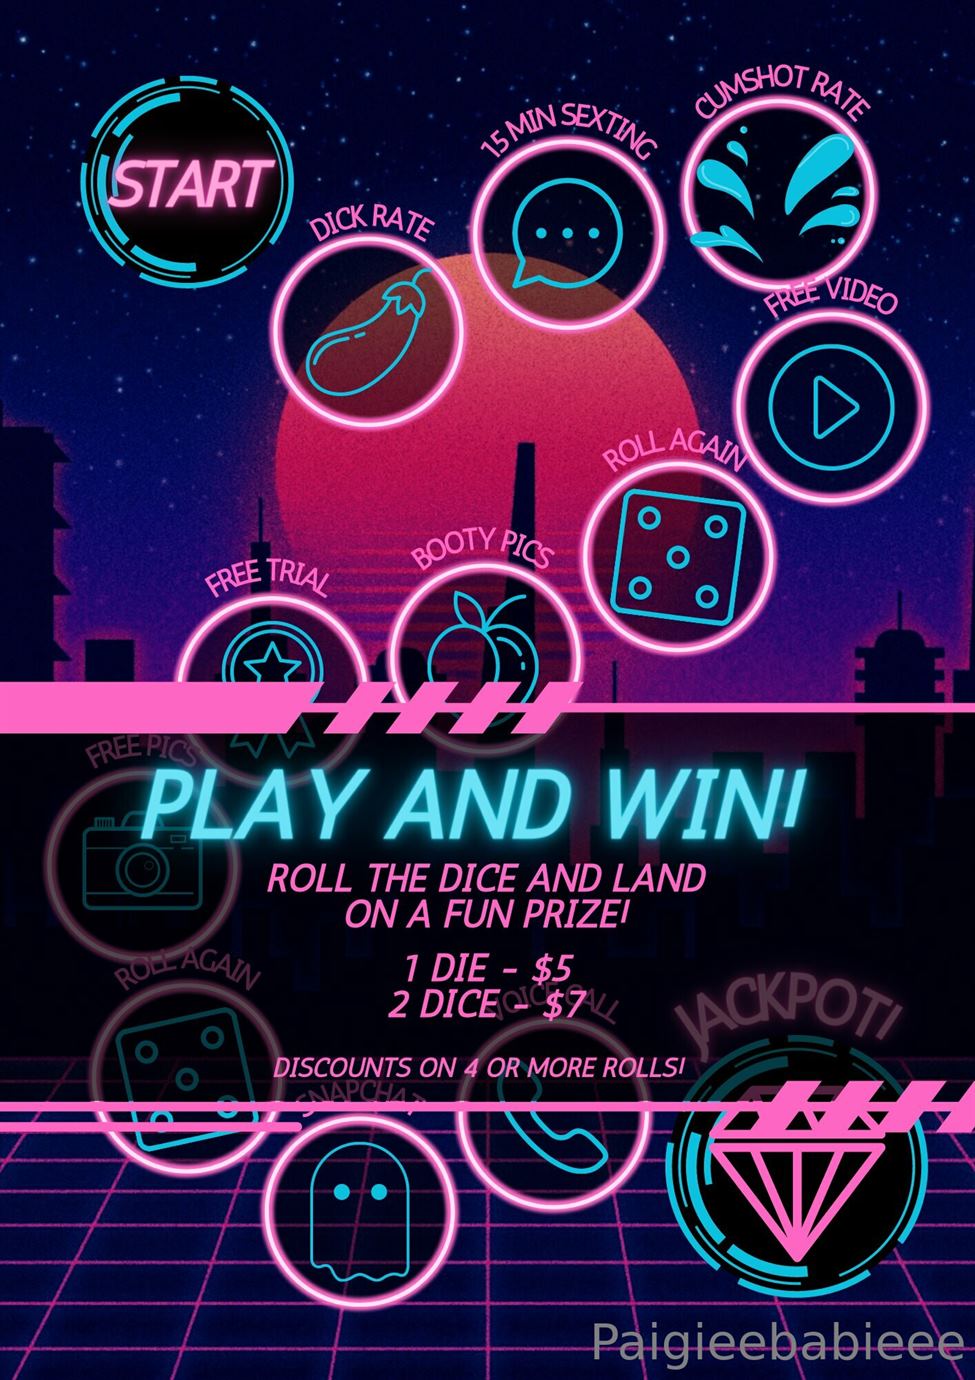 START
DICK RATE
15 MIN SEXTING
CUMSHOT RATE
FREE VIDEO
ROLL AGAIN
BOOTY PICS
FREE TRIAL
FREE PICS
PLAY AND WIN!
ROLL THE DICE AND LAND
ON A FUN PRIZE!
1 DIE - $5
2 DICE - $7
DISCOUNTS ON 4 OR MORE ROLLS!
ROLL AGAIN
SNAPCHAT
VOICE CALL
JACKPOT!
Paigieebabieee